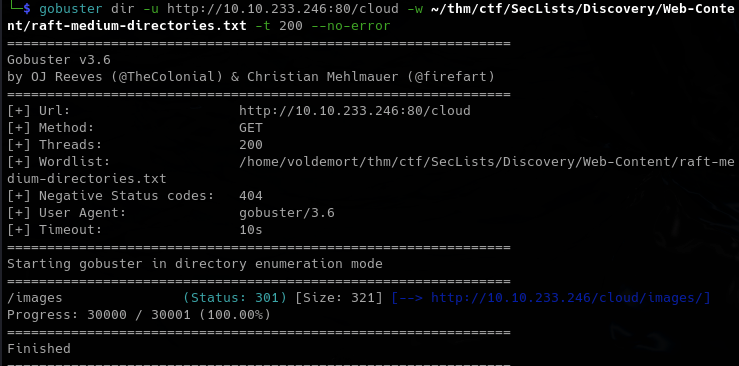 └─$ gobuster dir -u http://10.10.233.246:80/cloud -w ~/thm/ctf/SecLists/Discovery/Web-Conte
nt/raft-medium-directories.txt -t 200 --no-error
===============================================================
Gobuster v3.6
by OJ Reeves (@TheColonial) & Christian Mehlmauer (@firefart)
===============================================================
[+] Url:                     http://10.10.233.246:80/cloud
[+] Method:                  GET
[+] Threads:                 200
[+] Wordlist:                /home/voldemort/thm/ctf/SecLists/Discovery/Web-Content/raft-me
dium-directories.txt
[+] Negative Status codes:   404
[+] User Agent:              gobuster/3.6
[+] Timeout:                 10s
===============================================================
Starting gobuster in directory enumeration mode
===============================================================
/images               (Status: 301) [Size: 321] [--> http://10.10.233.246/cloud/images/]
Progress: 30000 / 30001 (100.00%)
===============================================================
Finished
===============================================================